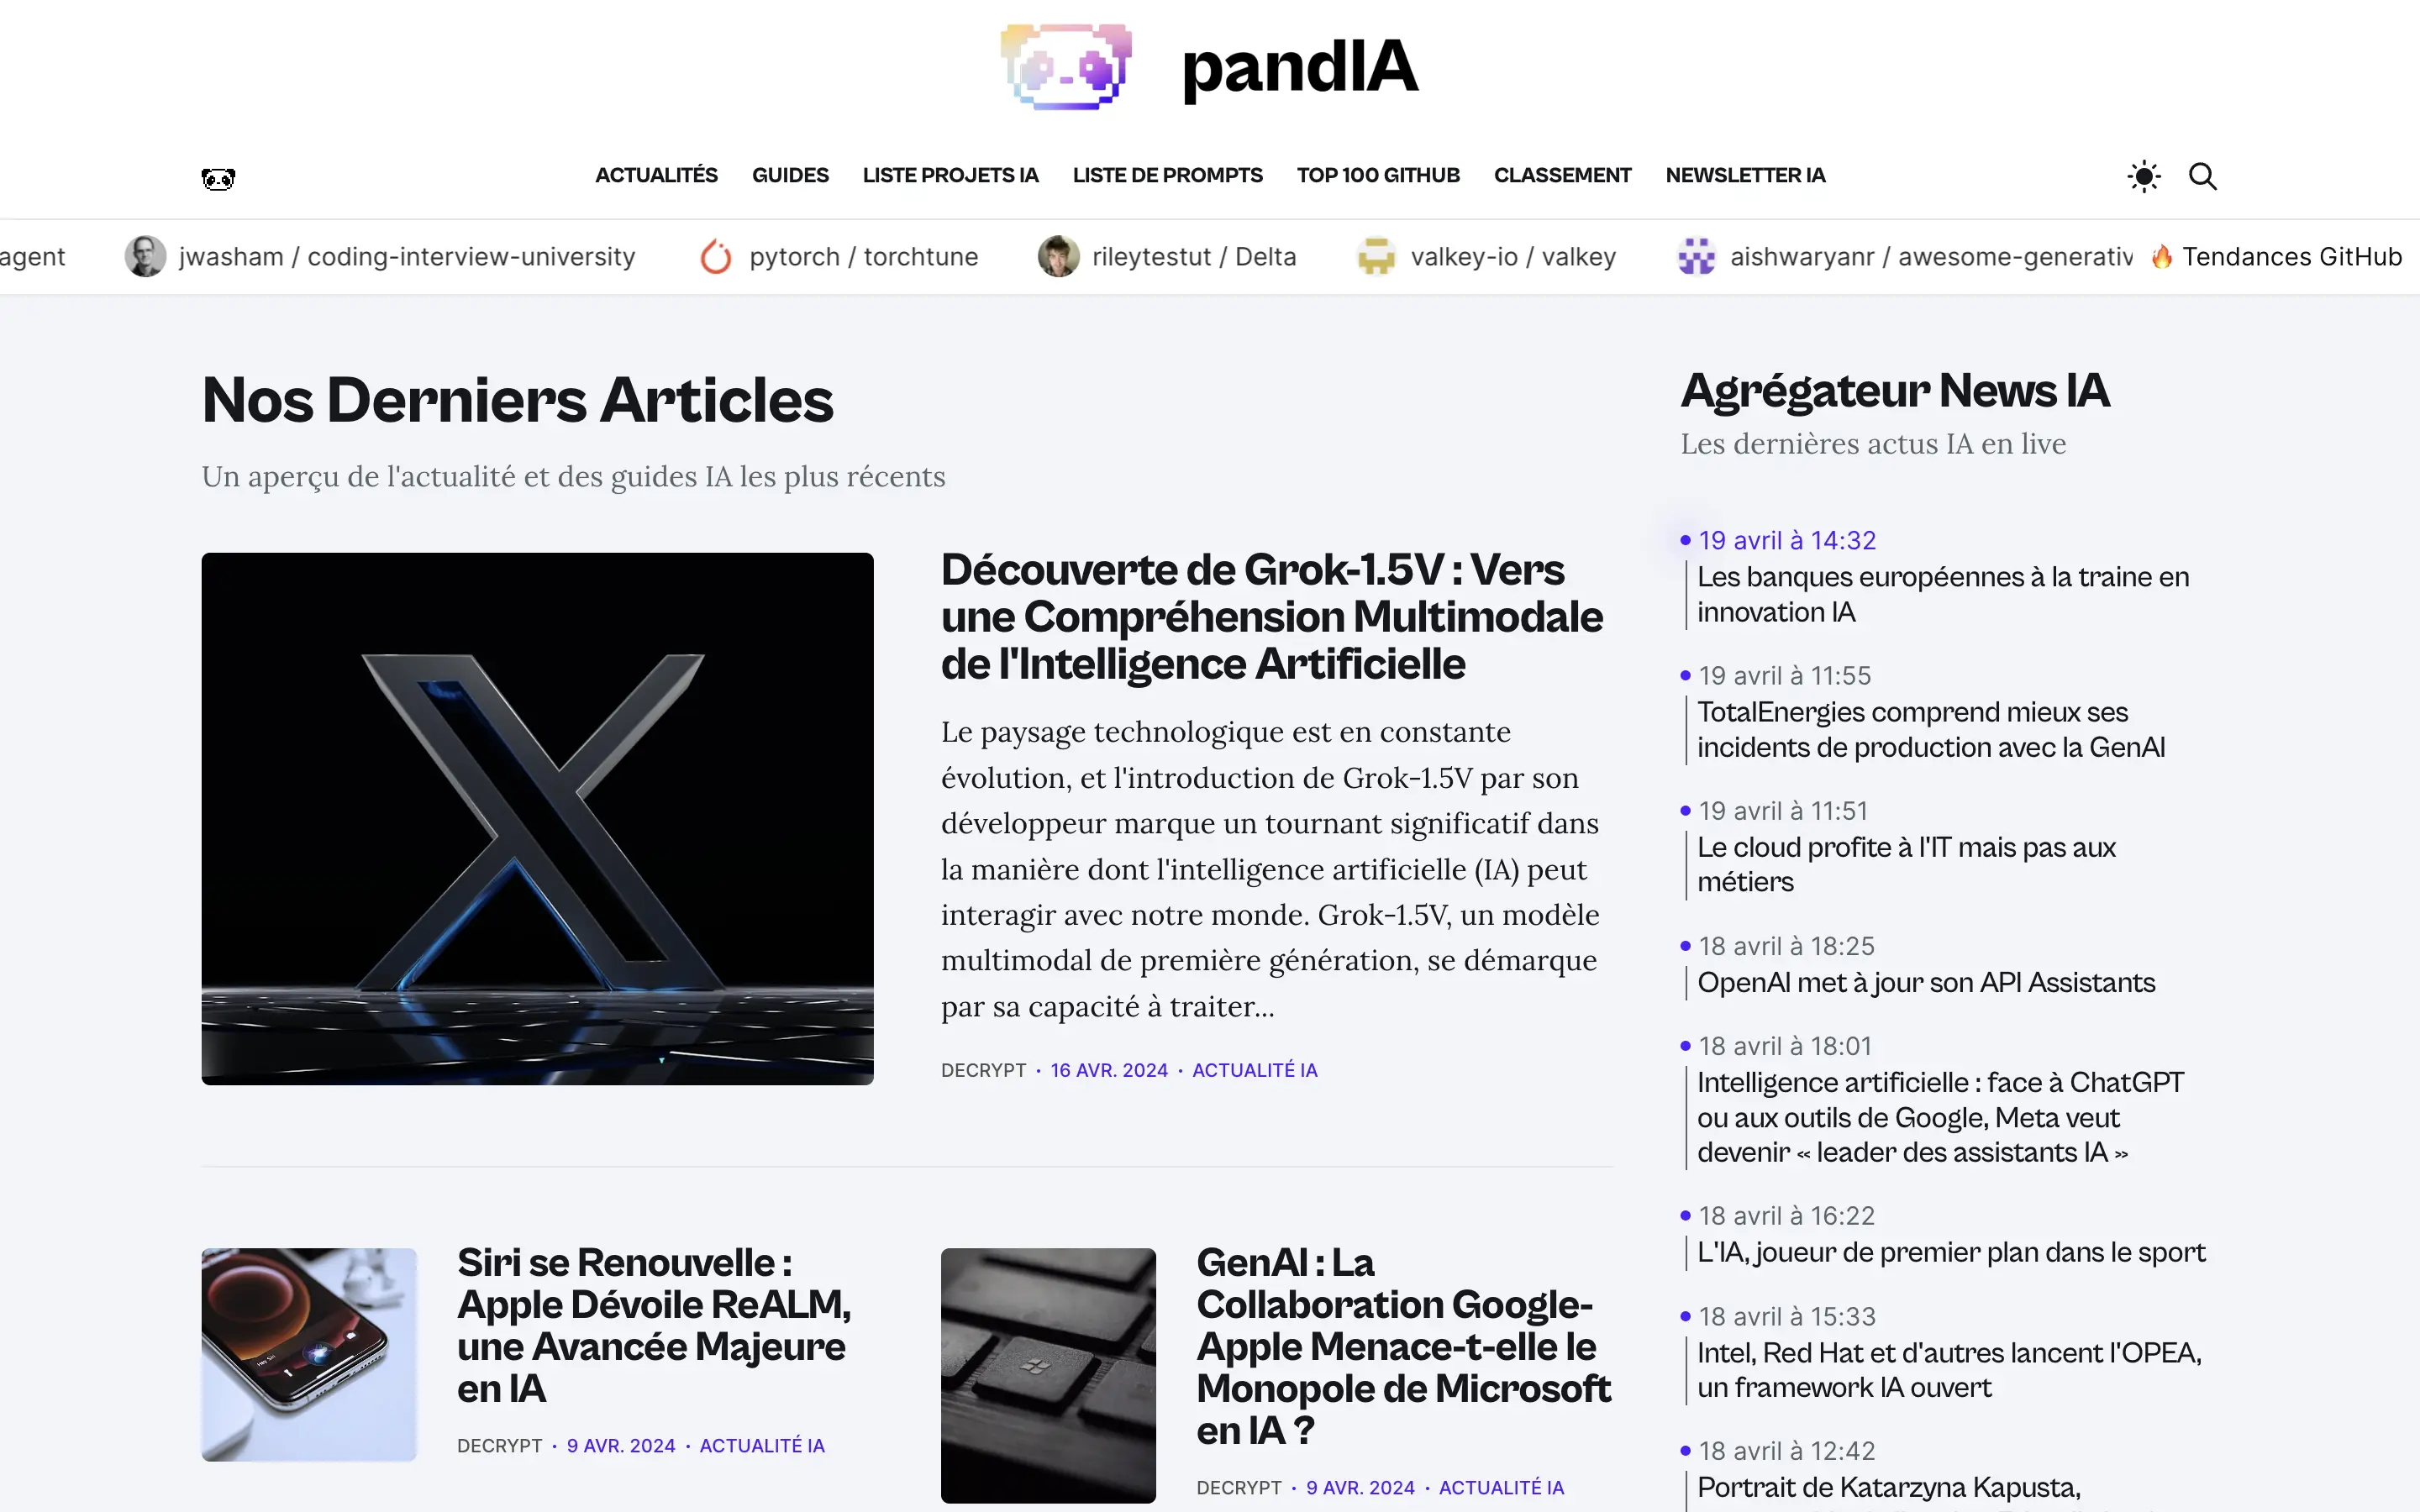 pandIA
ACTUALITÉS GUIDES LISTE PROJETS IA LISTE DE PROMPTS TOP 100 GITHUB CLASSEMENT NEWSLETTER IA
agent jwasham / coding-interview-university pytorch / torchtune rileytestut / Delta valkey-io / valkey aishwaryanr / awesome-generativ 🔥 Tendances GitHub
Nos Derniers Articles
Un aperçu de l'actualité et des guides IA les plus récents
Découverte de Grok-1.5V : Vers
une Compréhension Multimodale
de l'Intelligence Artificielle
Le paysage technologique est en constante
évolution, et l'introduction de Grok-1.5V par son
développeur marque un tournant significatif dans
la manière dont l'intelligence artificielle (IA) peut
interagir avec notre monde. Grok-1.5V, un modèle
multimodal de première génération, se démarque
par sa capacité à traiter...
DECRYPT • 16 AVR. 2024 • ACTUALITÉ IA
Siri se Renouvelle :
Apple Dévoile ReALM,
une Avancée Majeure
en IA
DECRYPT • 9 AVR. 2024 • ACTUALITÉ IA
GenAI : La
Collaboration Google-
Apple Menace-t-elle le
Monopole de Microsoft
en IA ?
DECRYPT • 9 AVR. 2024 • ACTUALITÉ IA
Agrégateur News IA
Les dernières actus IA en live
19 avril à 14:32
Les banques européennes à la traine en
innovation IA
19 avril à 11:55
TotalEnergies comprend mieux ses
incidents de production avec la GenAI
19 avril à 11:51
Le cloud profite à l'IT mais pas aux
métiers
18 avril à 18:25
OpenAI met à jour son API Assistants
18 avril à 18:01
Intelligence artificielle : face à ChatGPT
ou aux outils de Google, Meta veut
devenir « leader des assistants IA »
18 avril à 16:22
L'IA, joueur de premier plan dans le sport
18 avril à 15:33
Intel, Red Hat et d'autres lancent l'OPEA,
un framework IA ouvert
18 avril à 12:42
Portrait de Katarzyna Kapusta,